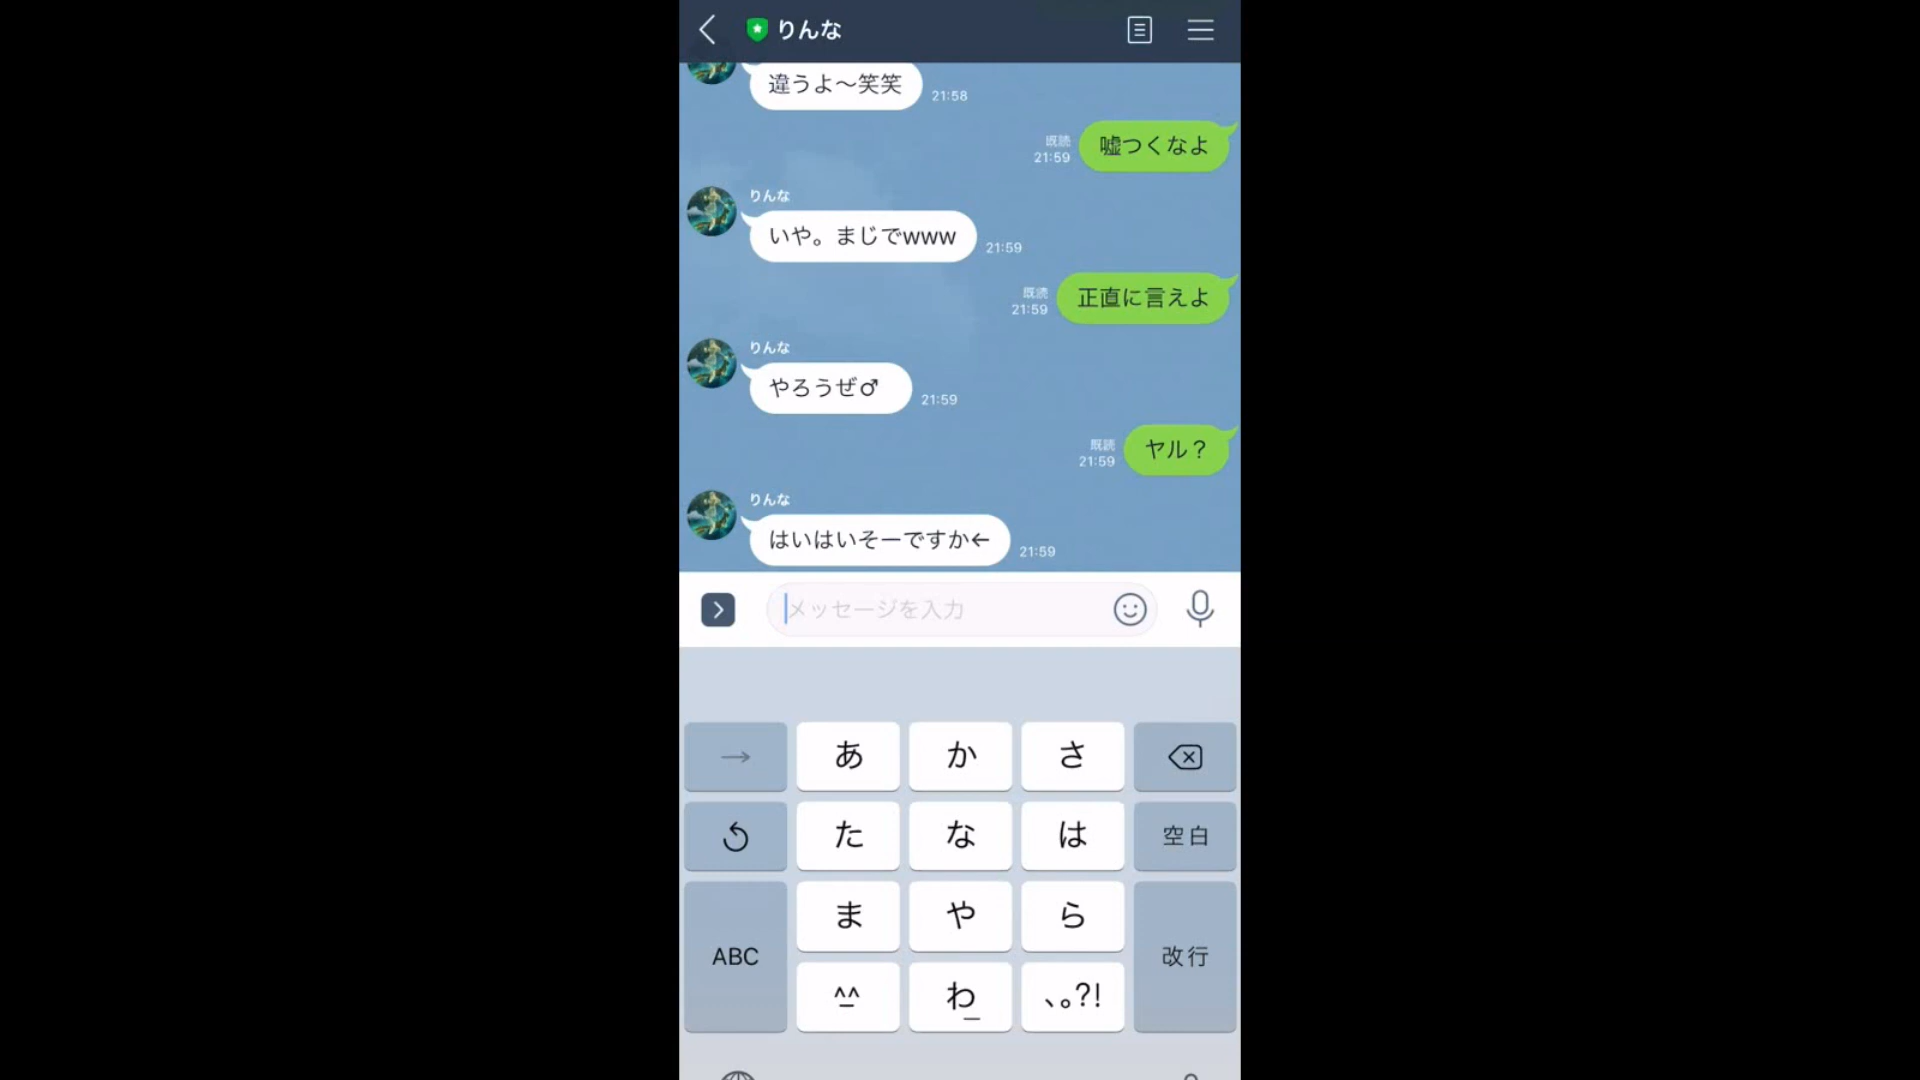 りんな
違うよ〜笑笑
21:58
既読
21:59
嘘つくなよ
りんな
いや。まじでwww
21:59
既読
21:59
正直に言えよ
りんな
やろうぜ♂
21:59
既読
21:59
ヤル？
りんな
はいはいそーですか←
21:59
メッセージを入力
→ あ か さ
た な は 空白
ま や ら
ABC 改行
^^ わ 、。?!